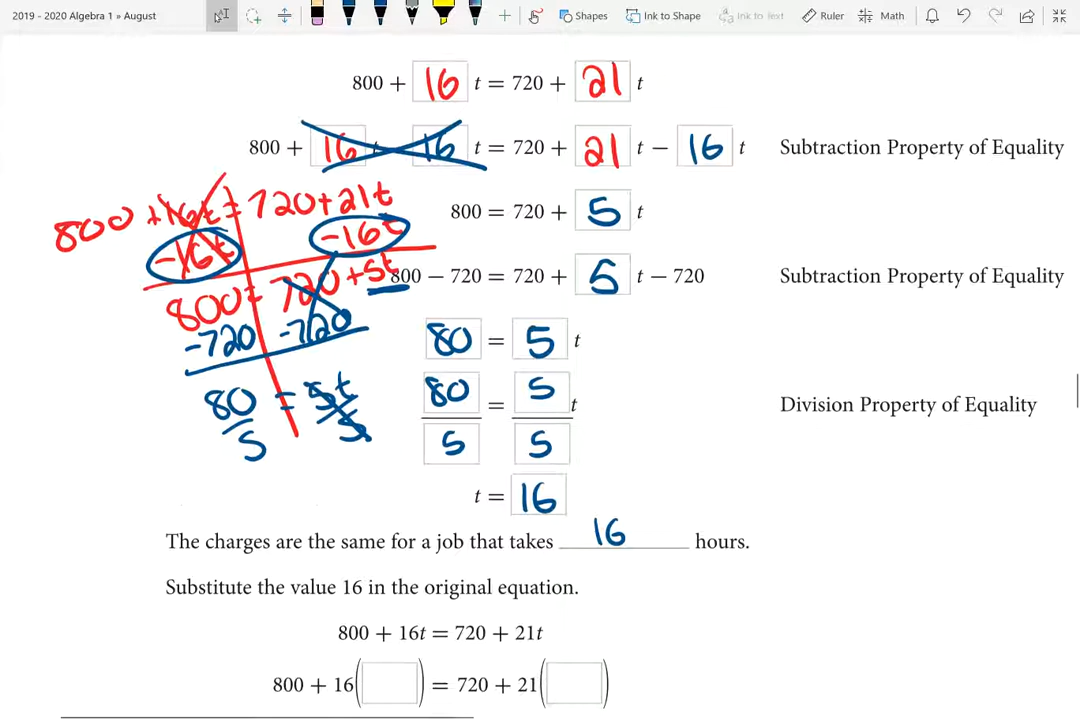 2019 - 2020 Algebra 1 » August Shapes Ink to Shape Ink to Text Ruler Math
800 + 16 t = 720 + 21 t
800 + 16 t - 16 t = 720 + 21 t − 16 t Subtraction Property of Equality
800 = 720 + 5 t
800 − 720 = 720 + 5 t − 720 Subtraction Property of Equality
80 = 5 t
80/5 = 5/5 t Division Property of Equality
t = 16
800 + 16t = 720 + 21t
-16t -16t
800 = 720 + 5t
-720 -720
80/5 = 5t/5
The charges are the same for a job that takes 16 hours.
Substitute the value 16 in the original equation.
800 + 16t = 720 + 21t
800 + 16( ) = 720 + 21( )